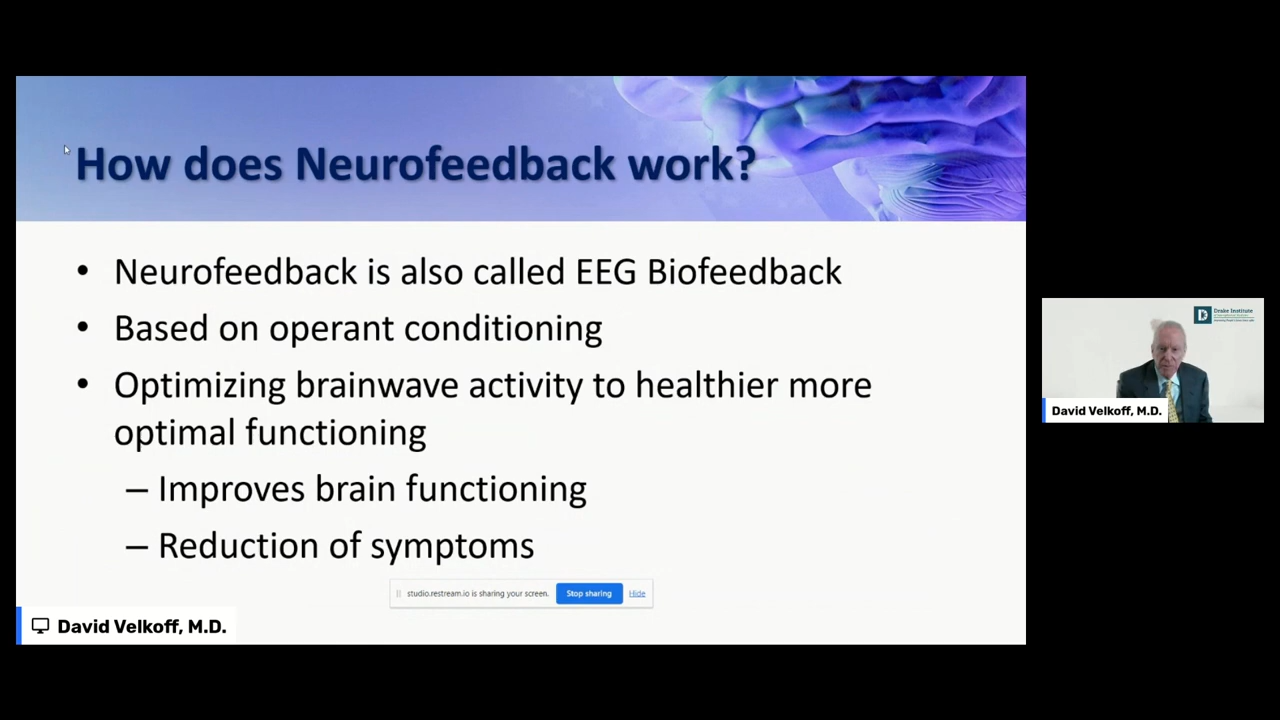 How does Neurofeedback work?
• Neurofeedback is also called EEG Biofeedback
• Based on operant conditioning
• Optimizing brainwave activity to healthier more
optimal functioning
– Improves brain functioning
– Reduction of symptoms
studio.restream.io is sharing your screen. Stop sharing Hide
David Velkoff, M.D.
Drake Institute
David Velkoff, M.D.